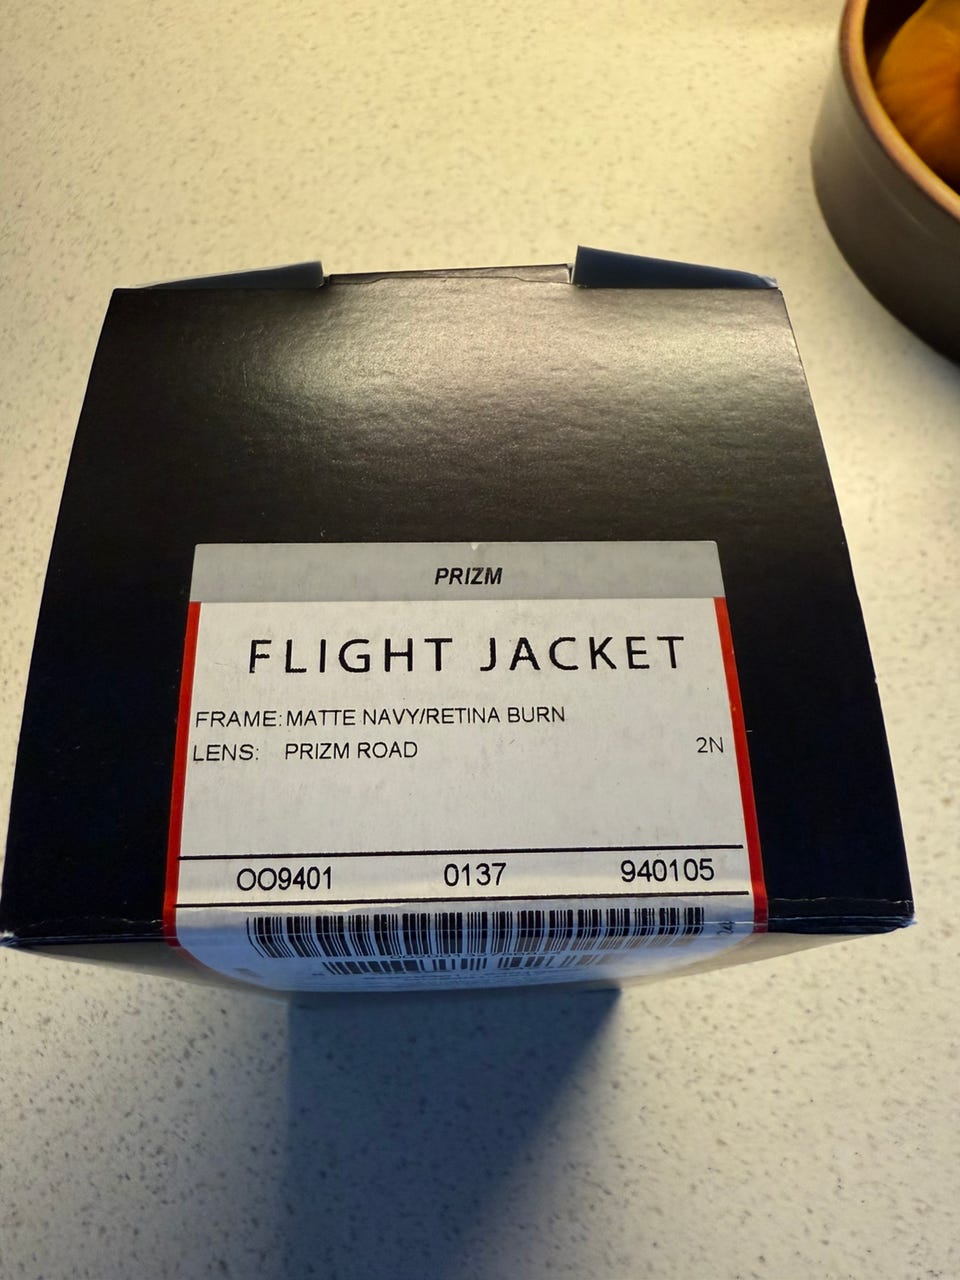 PRIZM
FLIGHT JACKET
FRAME: MATTE NAVY/RETINA BURN
LENS: PRIZM ROAD 2N
OO9401 0137 940105